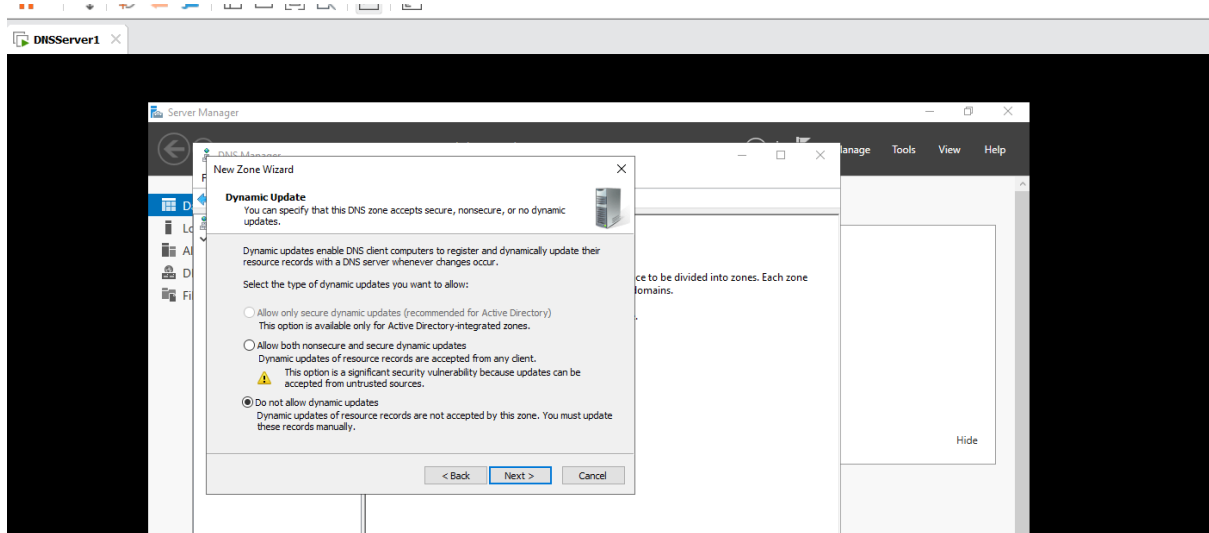 DNSServer1
Server Manager
Manage Tools View Help
DNS Manager
New Zone Wizard
Dynamic Update
You can specify that this DNS zone accepts secure, nonsecure, or no dynamic
updates.
Dynamic updates enable DNS client computers to register and dynamically update their
resource records with a DNS server whenever changes occur.
Select the type of dynamic updates you want to allow:
Allow only secure dynamic updates (recommended for Active Directory)
This option is available only for Active Directory-integrated zones.
Allow both nonsecure and secure dynamic updates
Dynamic updates of resource records are accepted from any client.
This option is a significant security vulnerability because updates can be
accepted from untrusted sources.
Do not allow dynamic updates
Dynamic updates of resource records are not accepted by this zone. You must update
these records manually.
< Back Next > Cancel
ce to be divided into zones. Each zone
domains.
Hide